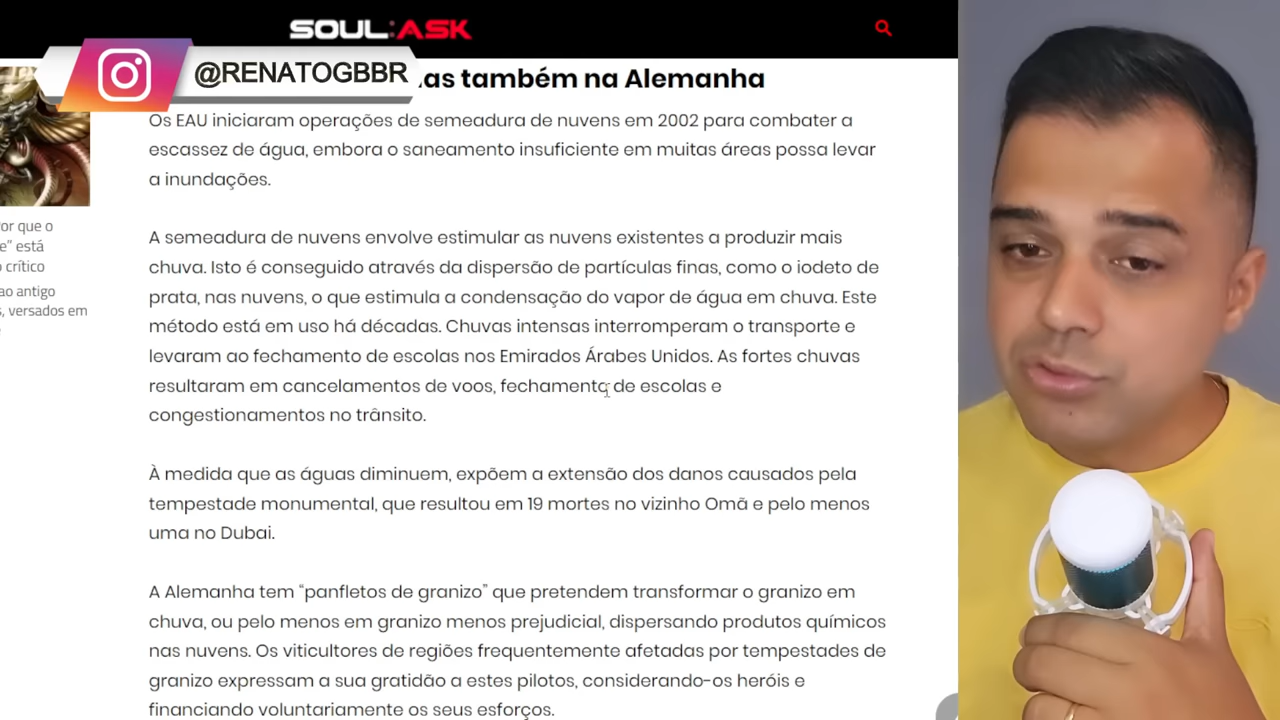 SOUL:ASK
@RENATOGBBR
as também na Alemanha
Os EAU iniciaram operações de semeadura de nuvens em 2002 para combater a
escassez de água, embora o saneamento insuficiente em muitas áreas possa levar
a inundações.
A semeadura de nuvens envolve estimular as nuvens existentes a produzir mais
chuva. Isto é conseguido através da dispersão de partículas finas, como o iodeto de
prata, nas nuvens, o que estimula a condensação do vapor de água em chuva. Este
método está em uso há décadas. Chuvas intensas interromperam o transporte e
levaram ao fechamento de escolas nos Emirados Árabes Unidos. As fortes chuvas
resultaram em cancelamentos de voos, fechamento de escolas e
congestionamentos no trânsito.
À medida que as águas diminuem, expõem a extensão dos danos causados pela
tempestade monumental, que resultou em 19 mortes no vizinho Omã e pelo menos
uma no Dubai.
A Alemanha tem “panfletos de granizo” que pretendem transformar o granizo em
chuva, ou pelo menos em granizo menos prejudicial, dispersando produtos químicos
nas nuvens. Os viticultores de regiões frequentemente afetadas por tempestades de
granizo expressam a sua gratidão a estes pilotos, considerando-os heróis e
financiando voluntariamente os seus esforços.
or que o
e” está
crítico
ao antigo
s, versados em